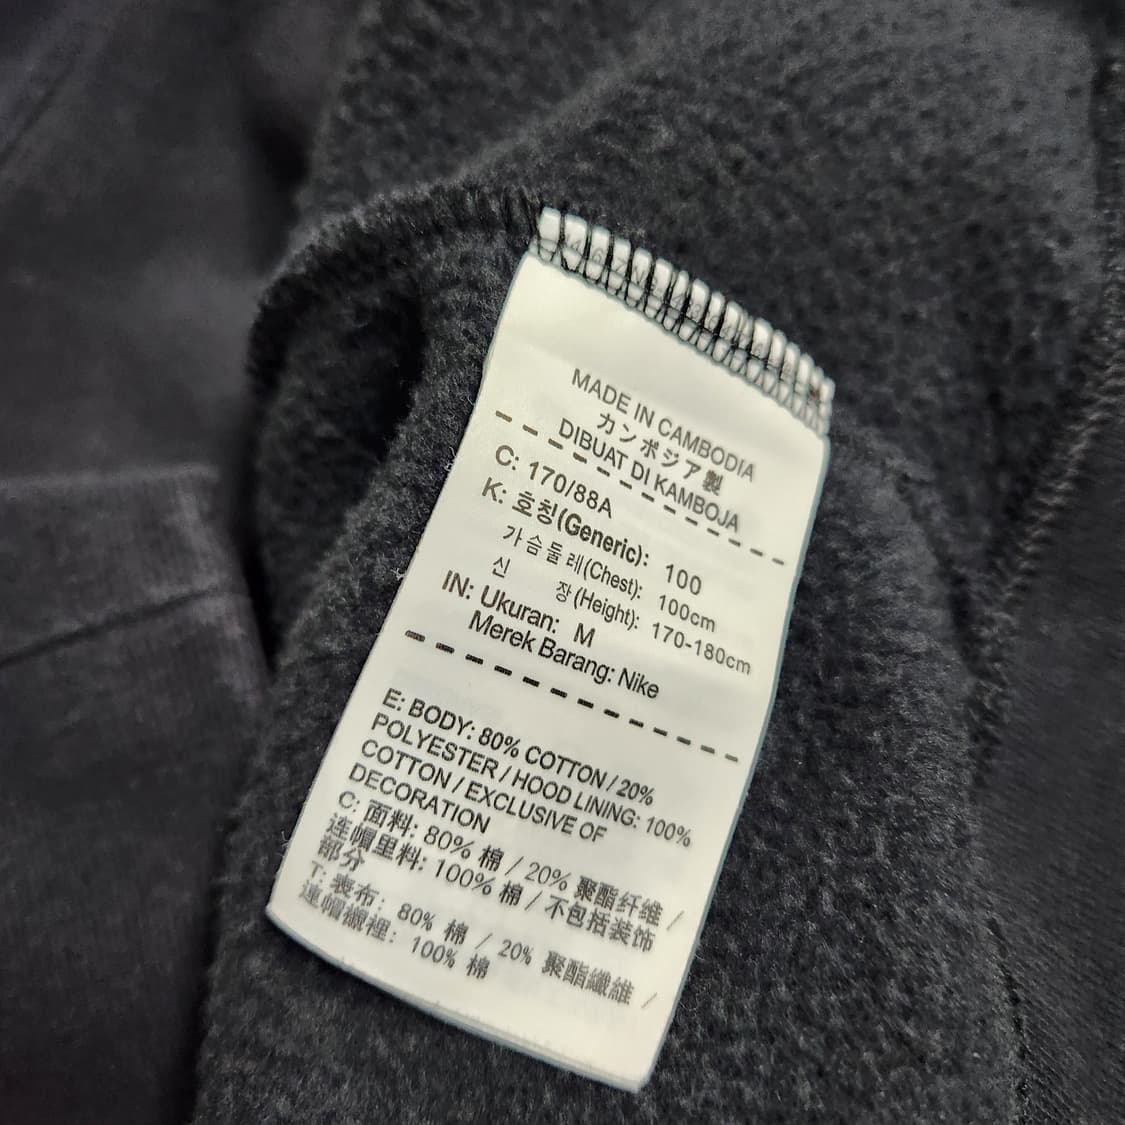 MADE IN CAMBODIA
カンボジア製
DIBUAT DI KAMBOJA
C: 170/88A
K: 호칭(Generic): 100
가슴둘레(Chest): 100cm
신 장(Height): 170-180cm
IN: Ukuran: M
Merek Barang: Nike
E: BODY: 80% COTTON / 20%
POLYESTER / HOOD LINING: 100%
COTTON / EXCLUSIVE OF
DECORATION
C: 面料: 80% 棉 / 20% 聚酯纤维 /
连帽里料: 100% 棉 / 不包括装饰
部分
T: 表布: 80% 棉 / 20% 聚酯纖維 /
連帽襯裡: 100% 棉